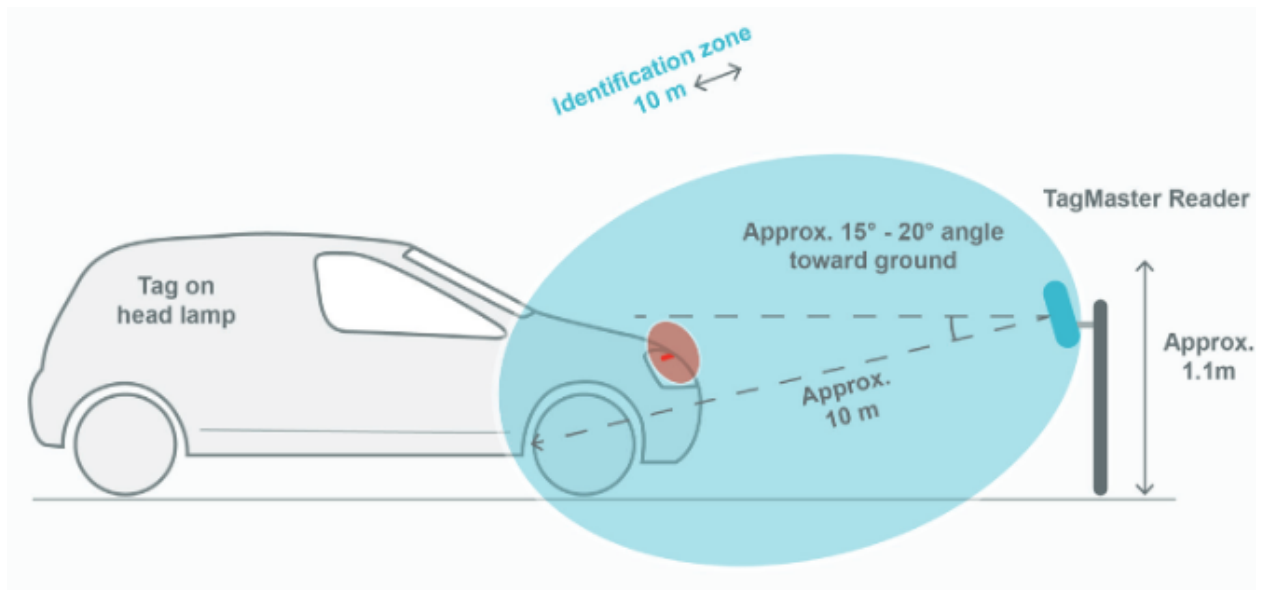 Identification zone
10 m
TagMaster Reader
Approx. 15° - 20° angle
toward ground
Tag on
head lamp
Approx.
1.1m
Approx.
10 m